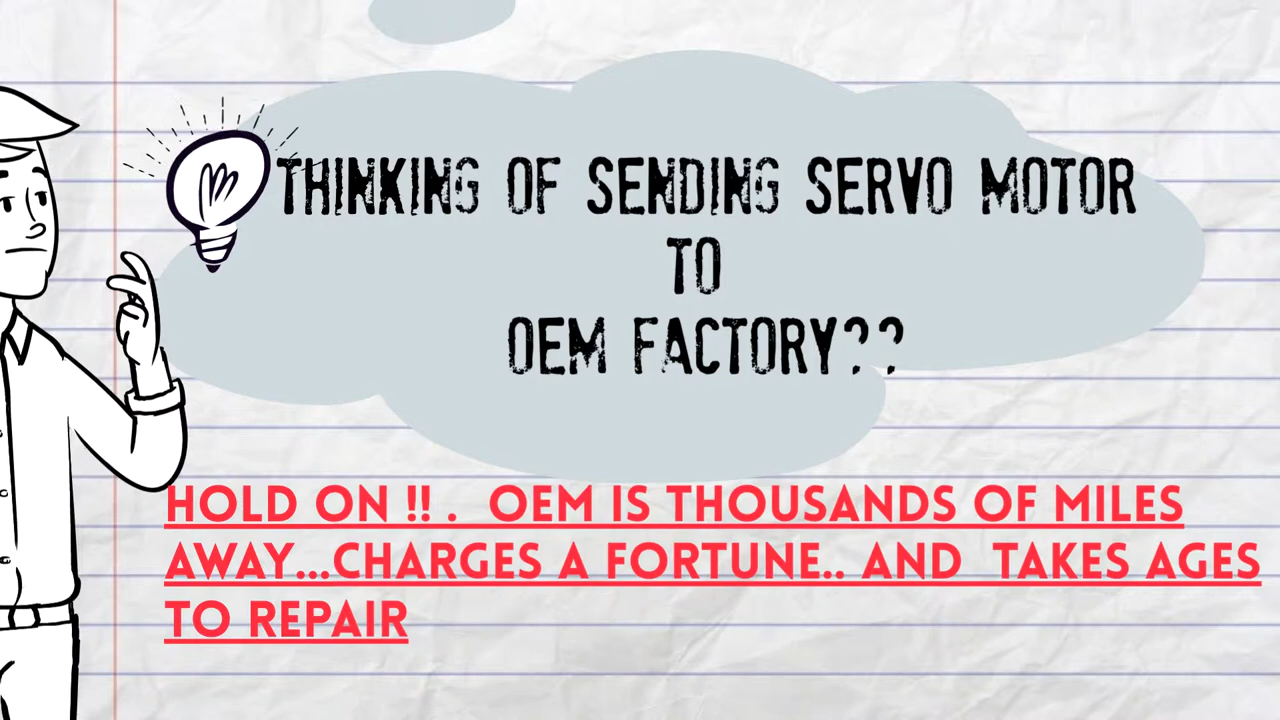 THINKING OF SENDING SERVO MOTOR
TO
OEM FACTORY??
HOLD ON !! .  OEM IS THOUSANDS OF MILES
AWAY...CHARGES A FORTUNE.. AND  TAKES AGES
TO REPAIR